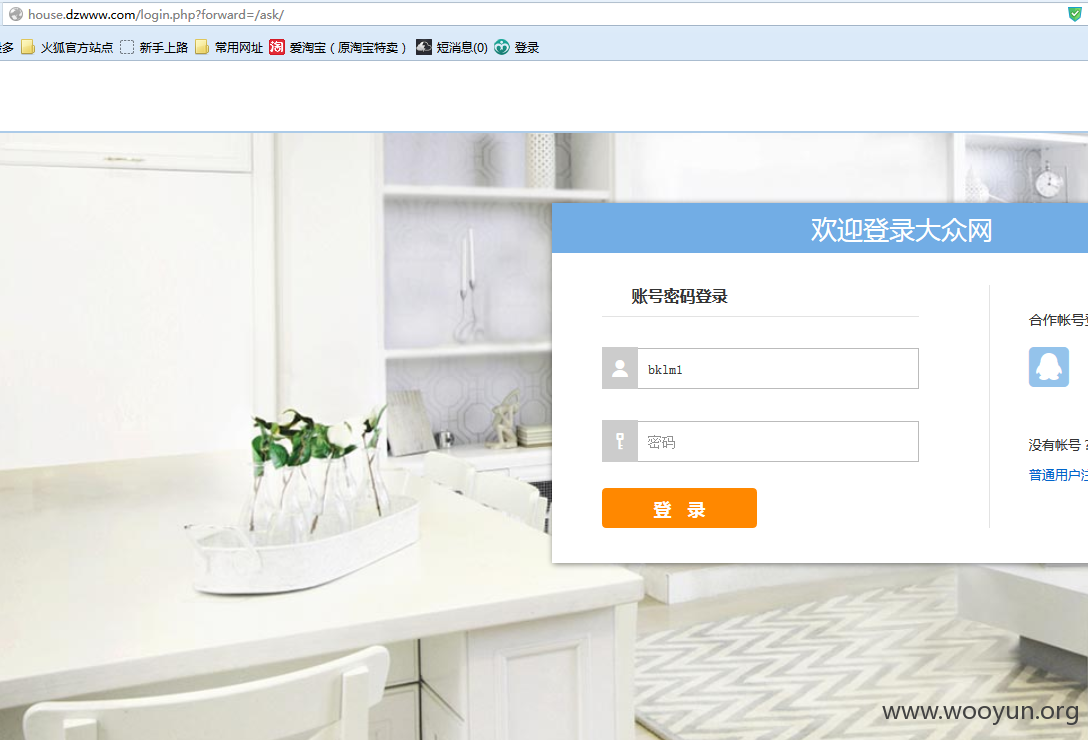 house.dzwww.com/login.php?forward=/ask/
多 火狐官方站点 新手上路 常用网址 淘 爱淘宝（原淘宝特卖） 短消息(0) 登录
欢迎登录大众网
账号密码登录
bklm1
密码
登 录
合作帐号
没有帐号？
普通用户
www.wooyun.org